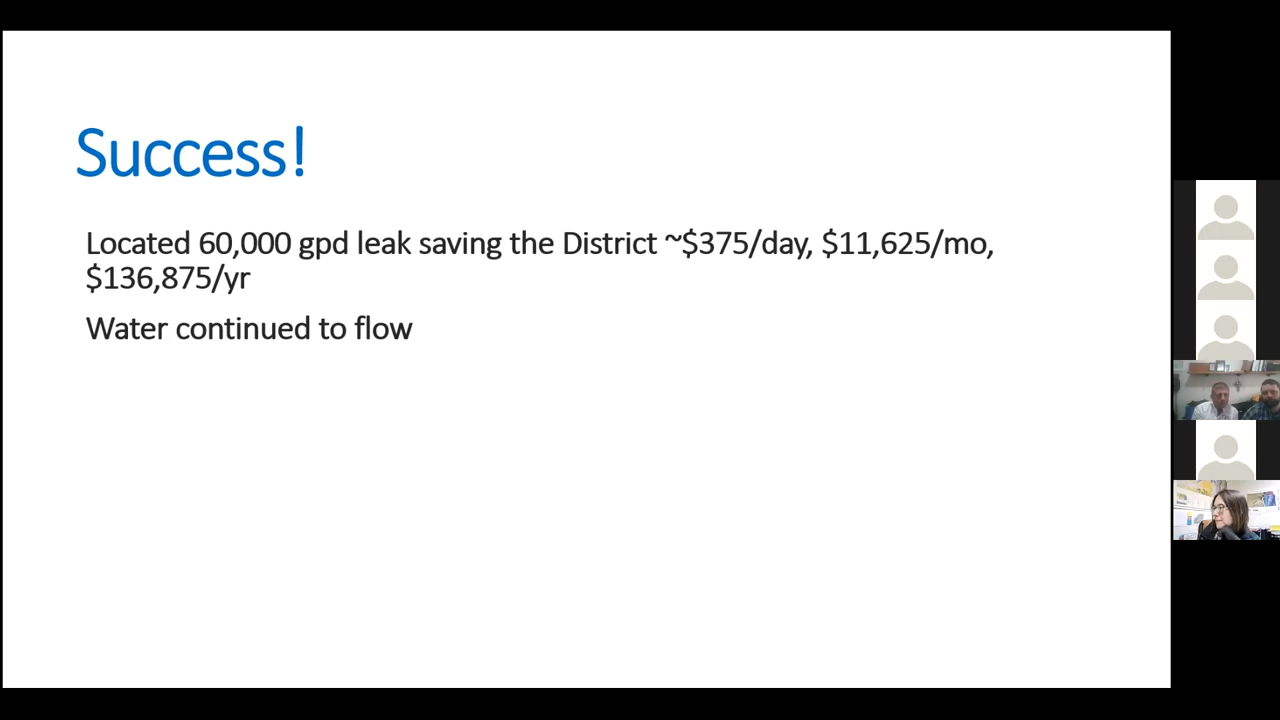 Success!
Located 60,000 gpd leak saving the District ~$375/day, $11,625/mo,
$136,875/yr
Water continued to flow